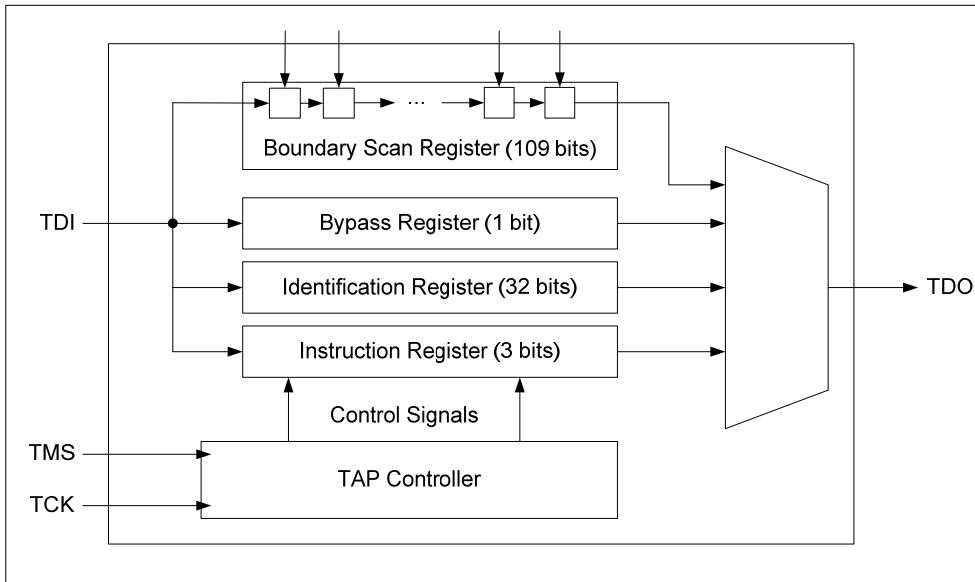 ...
Boundary Scan Register (109 bits)
TDI
Bypass Register (1 bit)
Identification Register (32 bits)
TDO
Instruction Register (3 bits)
Control Signals
TMS
TAP Controller
TCK